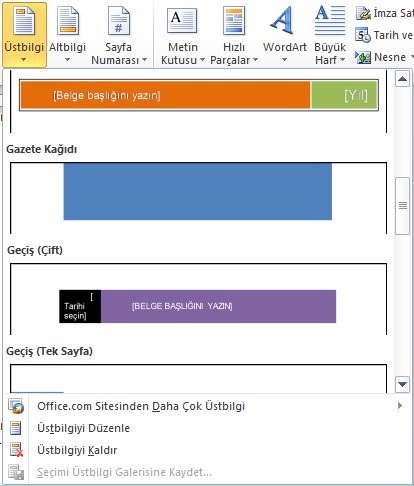 Üstbilgi
Altbilgi
Sayfa
Numarası
Metin
Kutusu
Hızlı
Parçalar
WordArt
Büyük
Harf
İmza Sat
Tarih ve
Nesne
[Belge başlığını yazın]
[Yıl]
Gazete Kağıdı
Geçiş (Çift)
[
Tarihi
seçin]
[BELGE BAŞLIĞINI YAZIN]
Geçiş (Tek Sayfa)
Office.com Sitesinden Daha Çok Üstbilgi
Üstbilgiyi Düzenle
Üstbilgiyi Kaldır
Seçimi Üstbilgi Galerisine Kaydet...